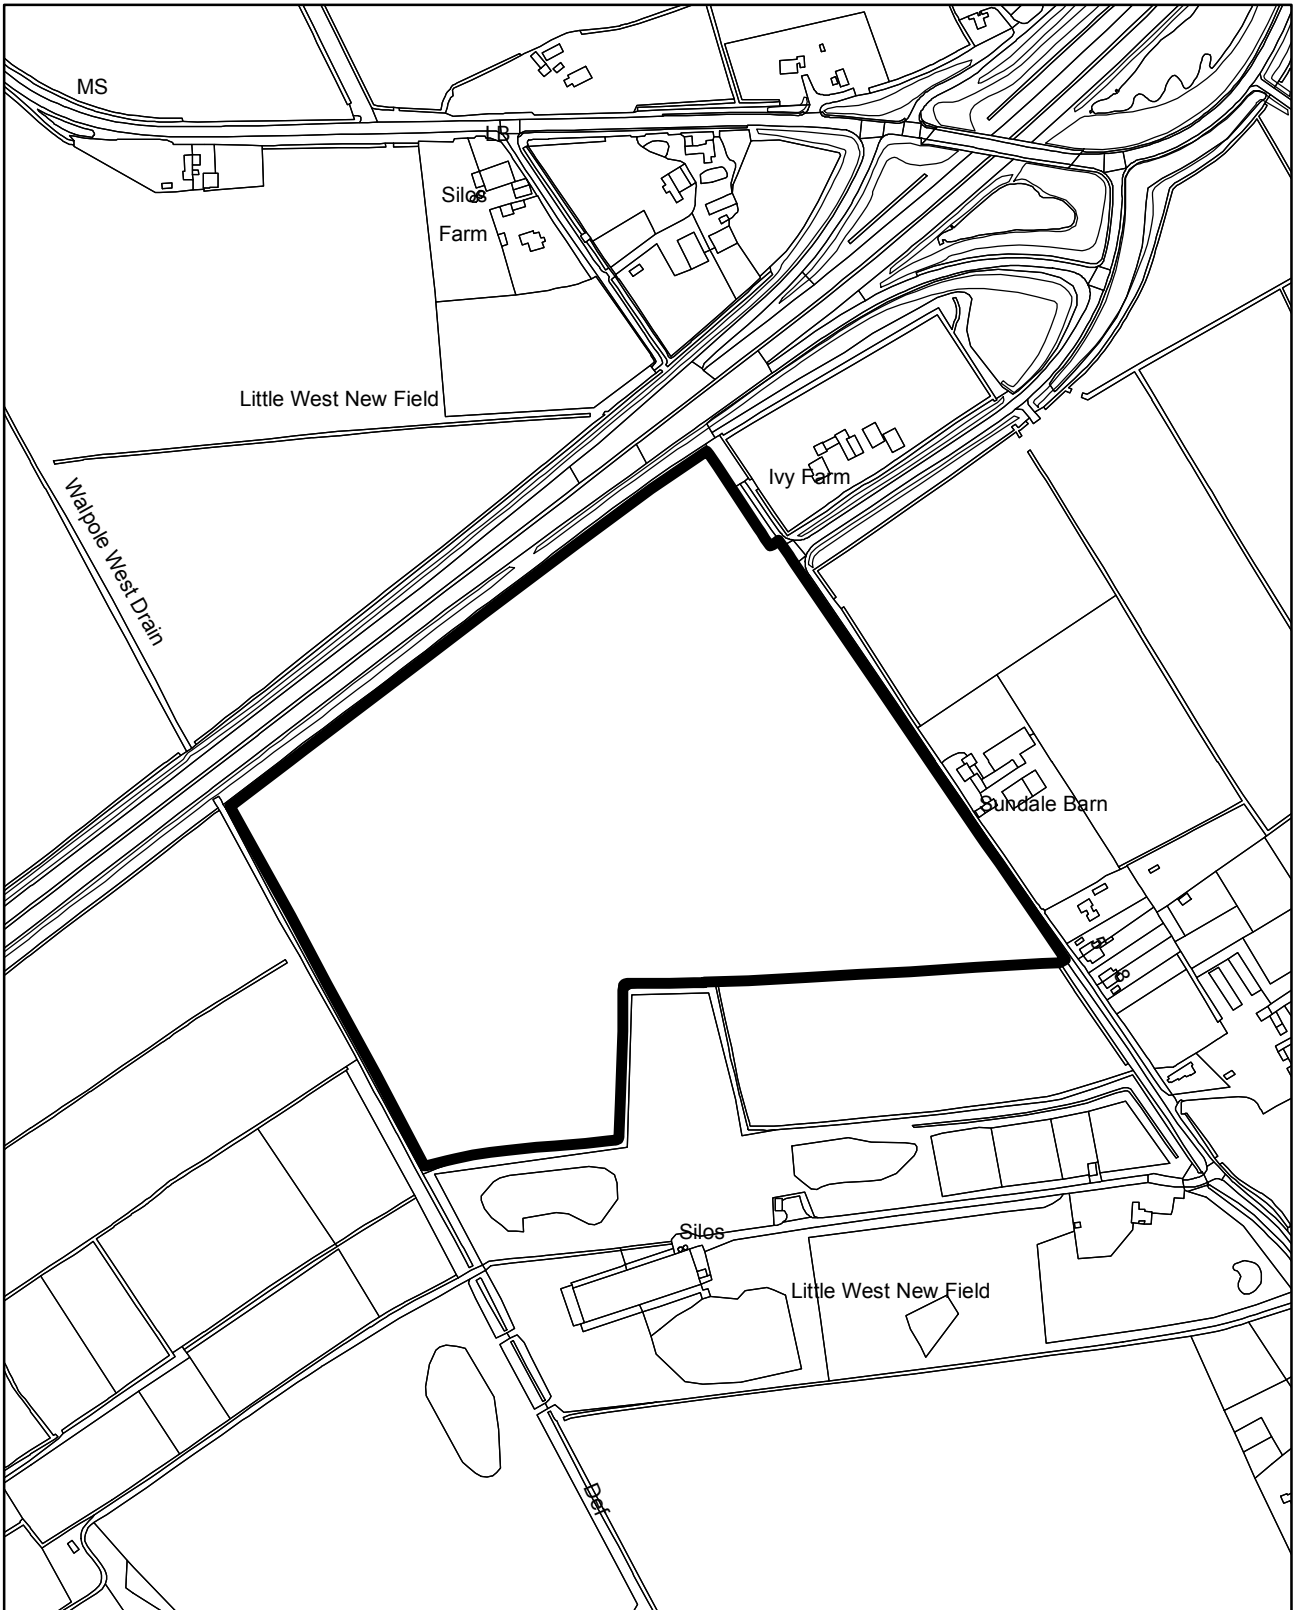 MS
LB
Silos
Farm
Little West New Field
Ivy Farm
Walpole West Drain
Sundale Barn
Silos
Little West New Field
Def